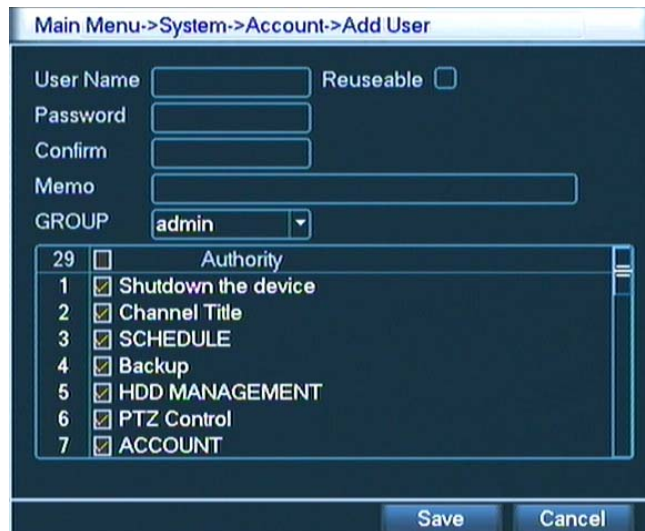 Main Menu->System->Account->Add User
User Name Reuseable
Password
Confirm
Memo
GROUP admin
29 Authority
1 Shutdown the device
2 Channel Title
3 SCHEDULE
4 Backup
5 HDD MANAGEMENT
6 PTZ Control
7 ACCOUNT
Save Cancel